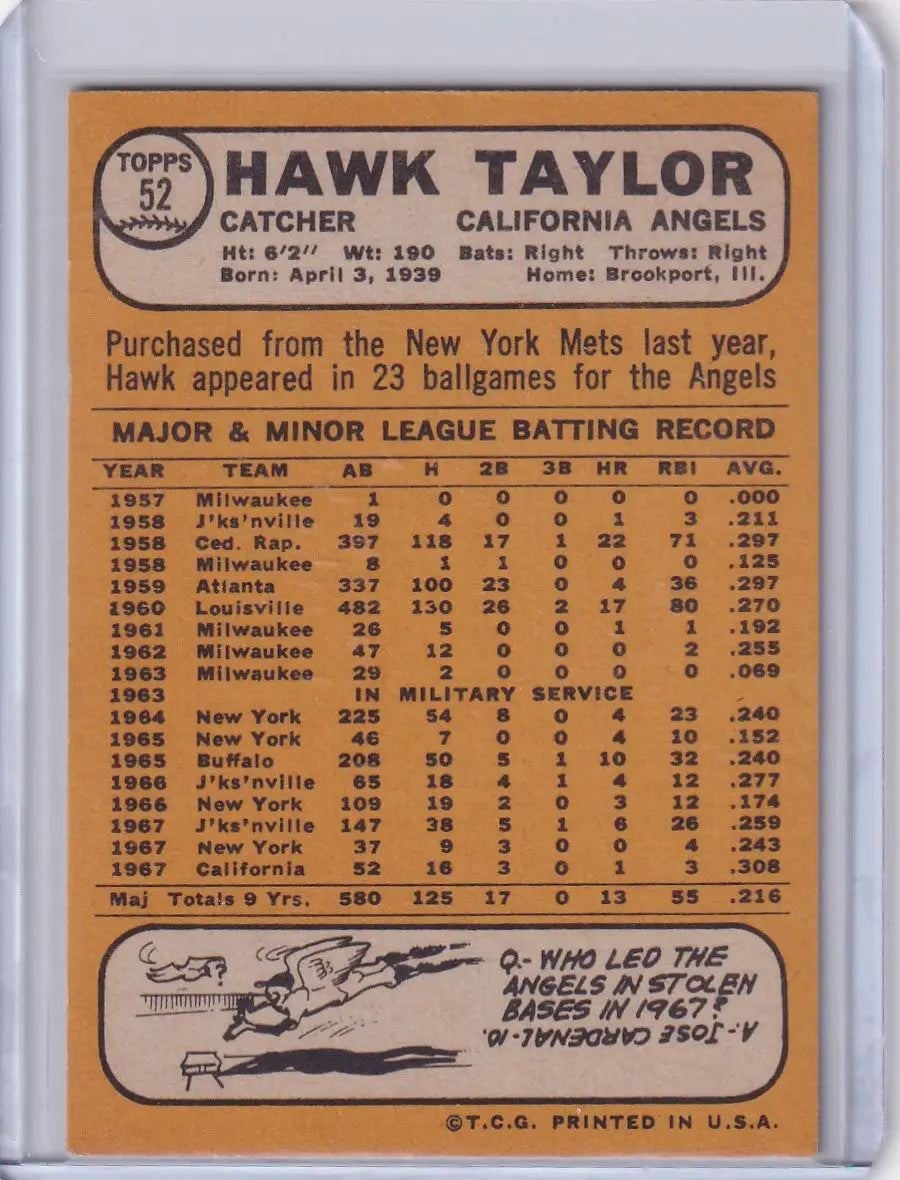 TOPPS
52
HAWK TAYLOR
CATCHER CALIFORNIA ANGELS
Ht: 6'2" Wt: 190 Bats: Right Throws: Right
Born: April 3, 1939 Home: Brookport, Ill.
Purchased from the New York Mets last year,
Hawk appeared in 23 ballgames for the Angels
MAJOR & MINOR LEAGUE BATTING RECORD
YEAR TEAM AB H 2B 3B HR RBI AVG.
1957 Milwaukee 1 0 0 0 0 0 .000
1958 J'ks'nville 19 4 0 0 1 3 .211
1958 Ced. Rap. 397 118 17 1 22 71 .297
1958 Milwaukee 8 1 1 0 0 0 .125
1959 Atlanta 337 100 23 0 4 36 .297
1960 Louisville 482 130 26 2 17 80 .270
1961 Milwaukee 26 5 0 0 1 1 .192
1962 Milwaukee 47 12 0 0 0 2 .255
1963 Milwaukee 29 2 0 0 0 0 .069
1963 IN MILITARY SERVICE
1964 New York 225 54 8 0 4 23 .240
1965 New York 46 7 0 0 4 10 .152
1965 Buffalo 208 50 5 1 10 32 .240
1966 J'ks'nville 65 18 4 1 4 12 .277
1966 New York 109 19 2 0 3 12 .174
1967 J'ks'nville 147 38 5 1 6 26 .259
1967 New York 37 9 3 0 0 4 .243
1967 California 52 16 3 0 1 3 .308
Maj Totals 9 Yrs. 580 125 17 0 13 55 .216
?
Q.- WHO LED THE
ANGELS IN STOLEN
BASES IN 1967?
A.- JOSE CARDENAL-10.
©T.C.G. PRINTED IN U.S.A.